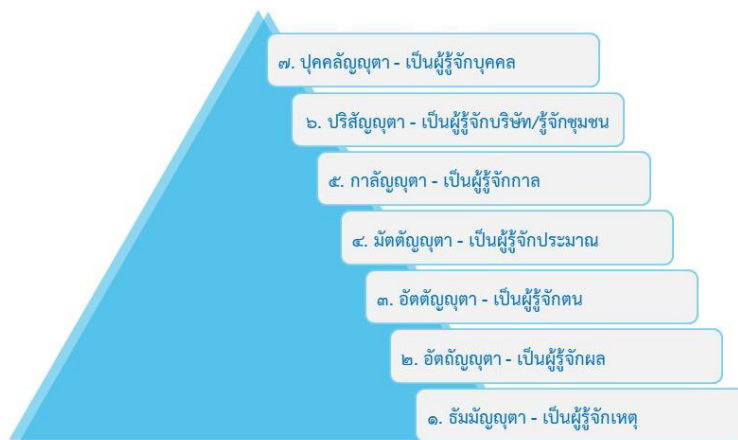 ๗. ปุคคลัญญุตา - เป็นผู้รู้จักบุคคล
๖. ปริสัญญุตา - เป็นผู้รู้จักบริษัท/รู้จักชุมชน
๕. กาลัญญุตา - เป็นผู้รู้จักกาล
๔. มัตตัญญุตา - เป็นผู้รู้จักประมาณ
๓. อัตตัญญุตา - เป็นผู้รู้จักตน
๒. อัตถัญญุตา - เป็นผู้รู้จักผล
๑. ธัมมัญญุตา - เป็นผู้รู้จักเหตุ